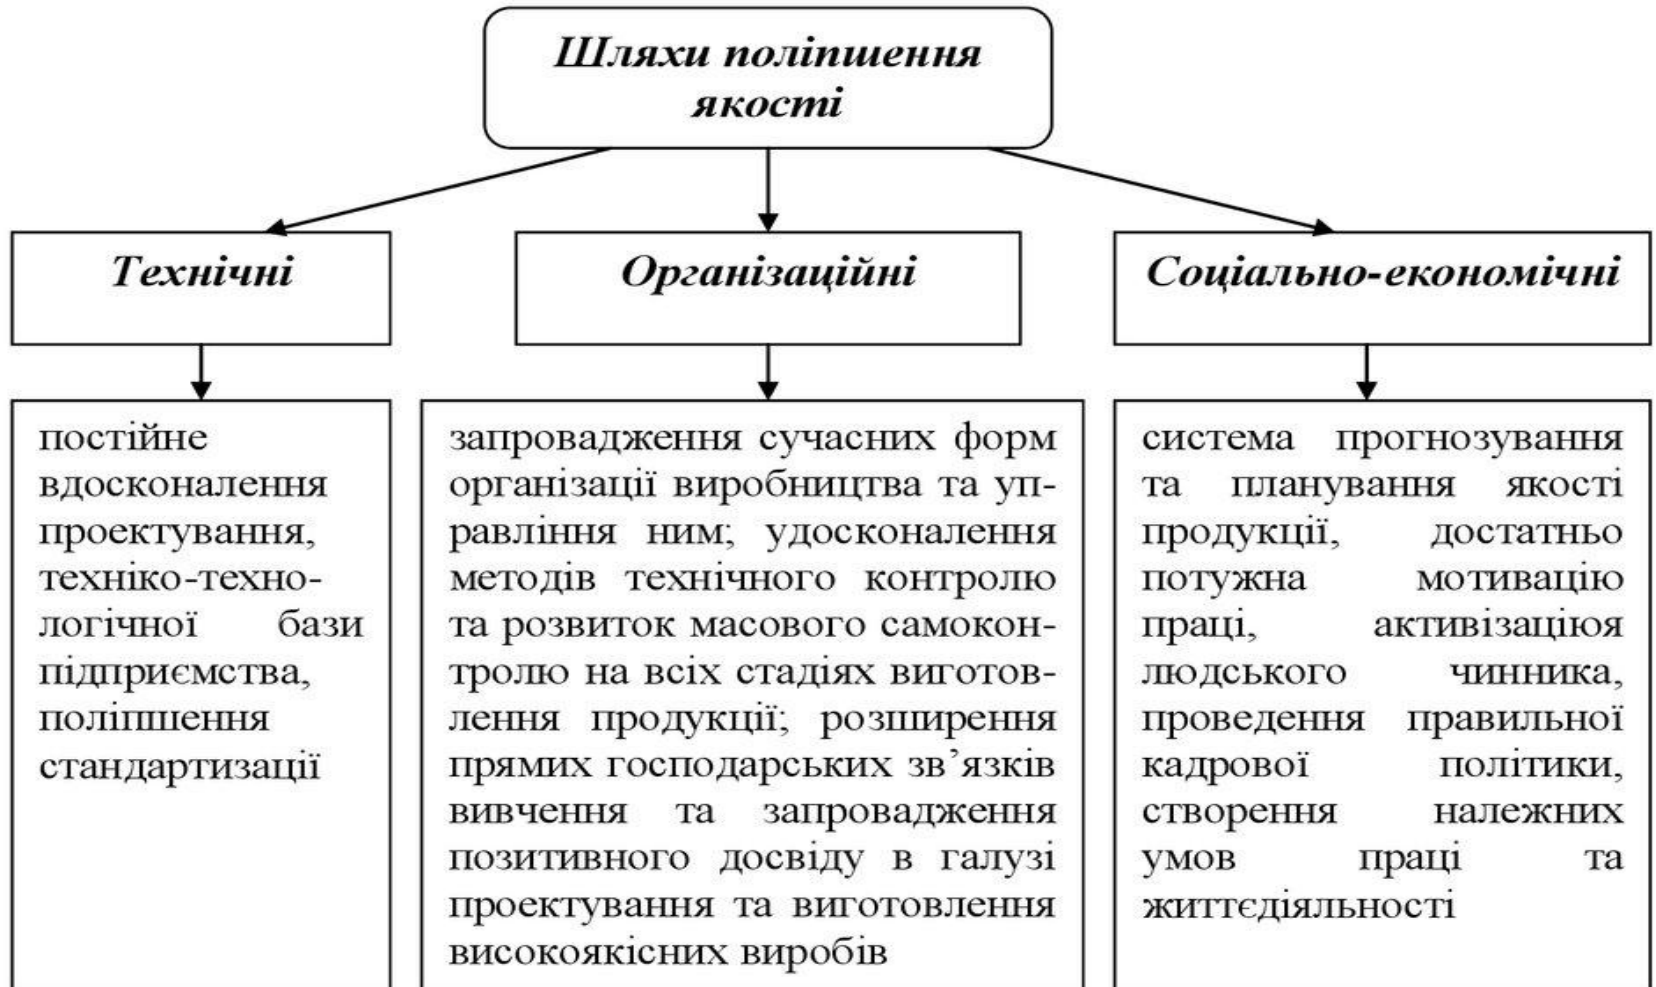 Шляхи поліпшення
якості
Технічні
Організаційні
Соціально-економічні
постійне
вдосконалення
проектування,
техніко-техно-
логічної бази
підприємства,
поліпшення
стандартизації
запровадження сучасних форм
організації виробництва та уп-
равління ним; удосконалення
методів технічного контролю
та розвиток масового самокон-
тролю на всіх стадіях виготов-
лення продукції; розширення
прямих господарських зв’язків
вивчення та запровадження
позитивного досвіду в галузі
проектування та виготовлення
високоякісних виробів
система прогнозування
та планування якості
продукції, достатньо
потужна мотивацію
праці, активізаціюя
людського чинника,
проведення правильної
кадрової політики,
створення належних
умов праці та
життєдіяльності